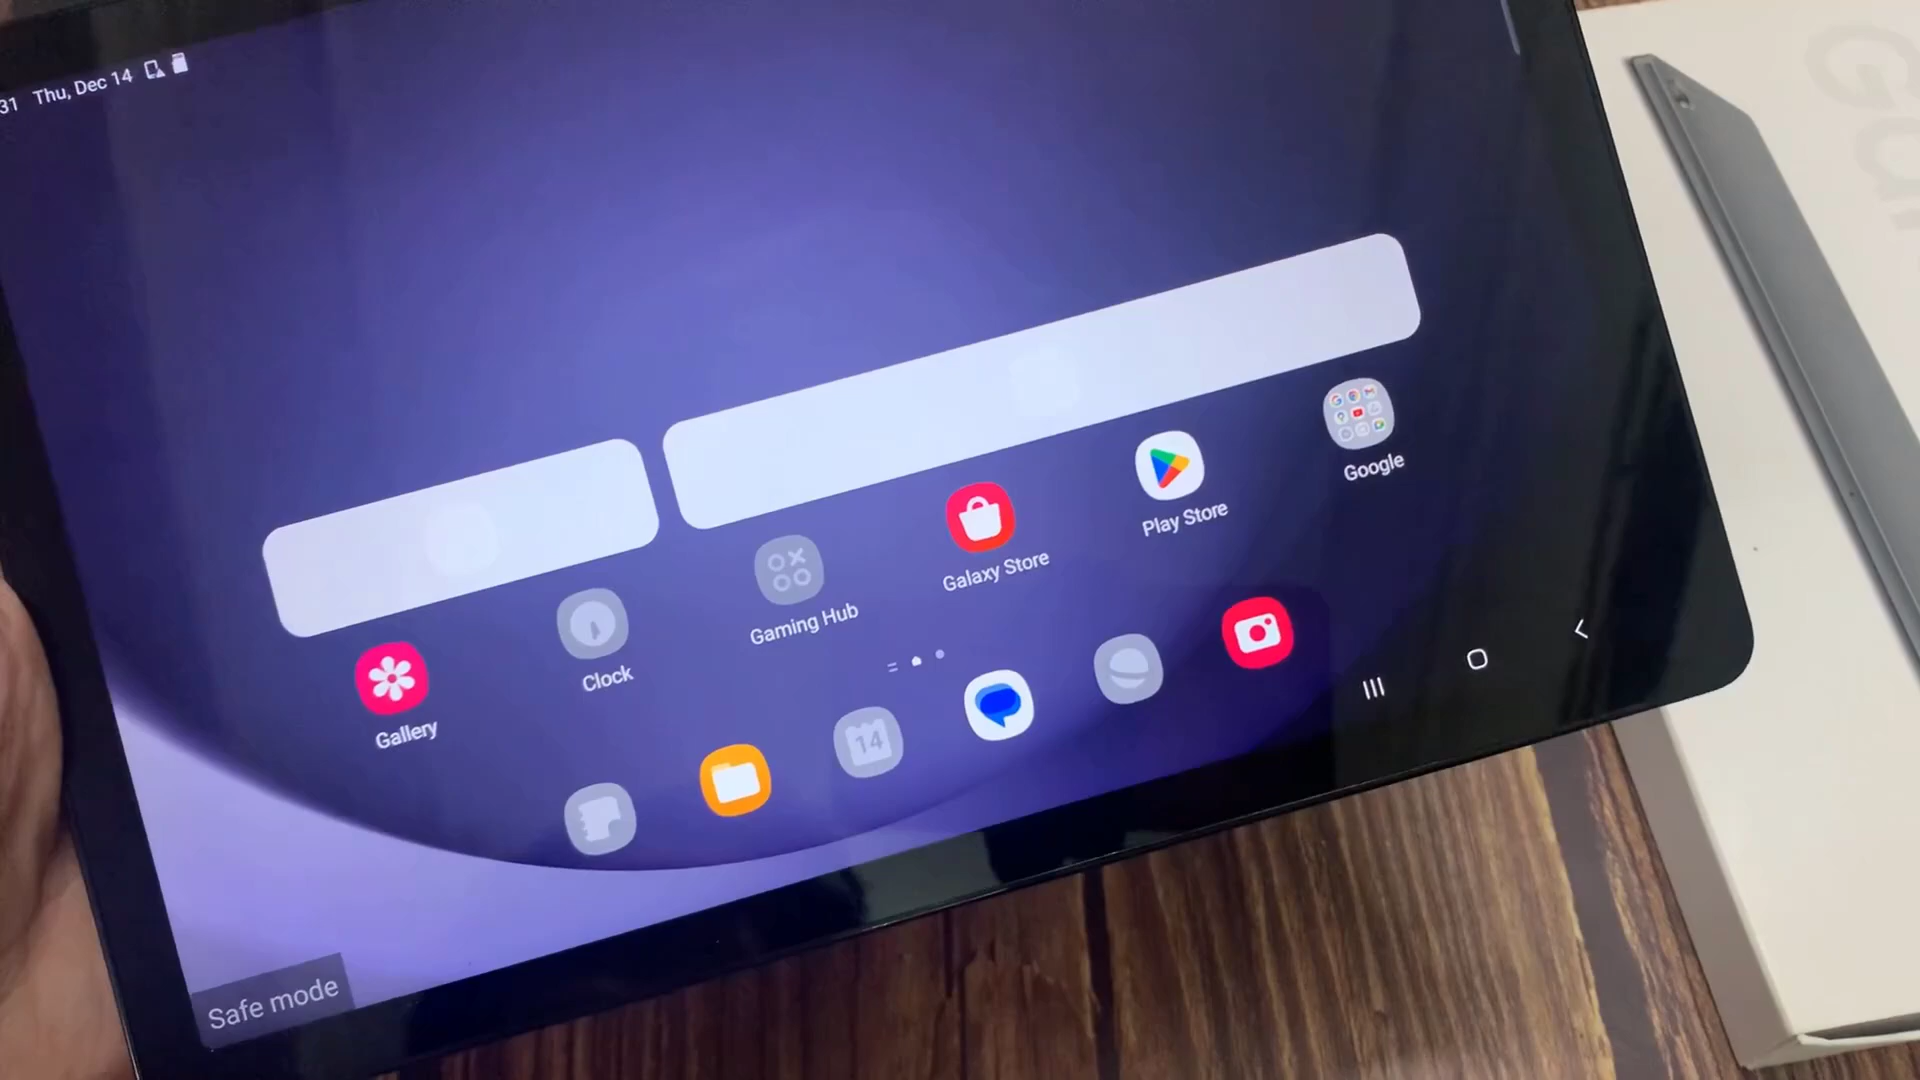 31 Thu, Dec 14
Google
Play Store
Galaxy Store
Gaming Hub
Clock
Gallery
14
Safe mode